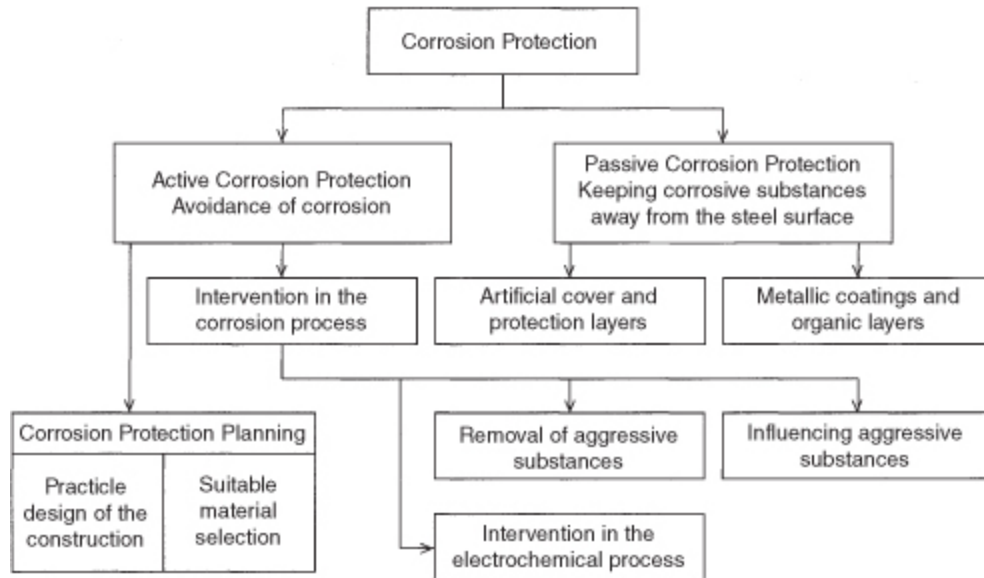 Corrosion Protection
Active Corrosion Protection
Avoidance of corrosion
Passive Corrosion Protection
Keeping corrosive substances
away from the steel surface
Intervention in the
corrosion process
Artificial cover and
protection layers
Metallic coatings and
organic layers
Corrosion Protection Planning
Practicle
design of the
construction
Suitable
material
selection
Removal of aggressive
substances
Influencing aggressive
substances
Intervention in the
electrochemical process